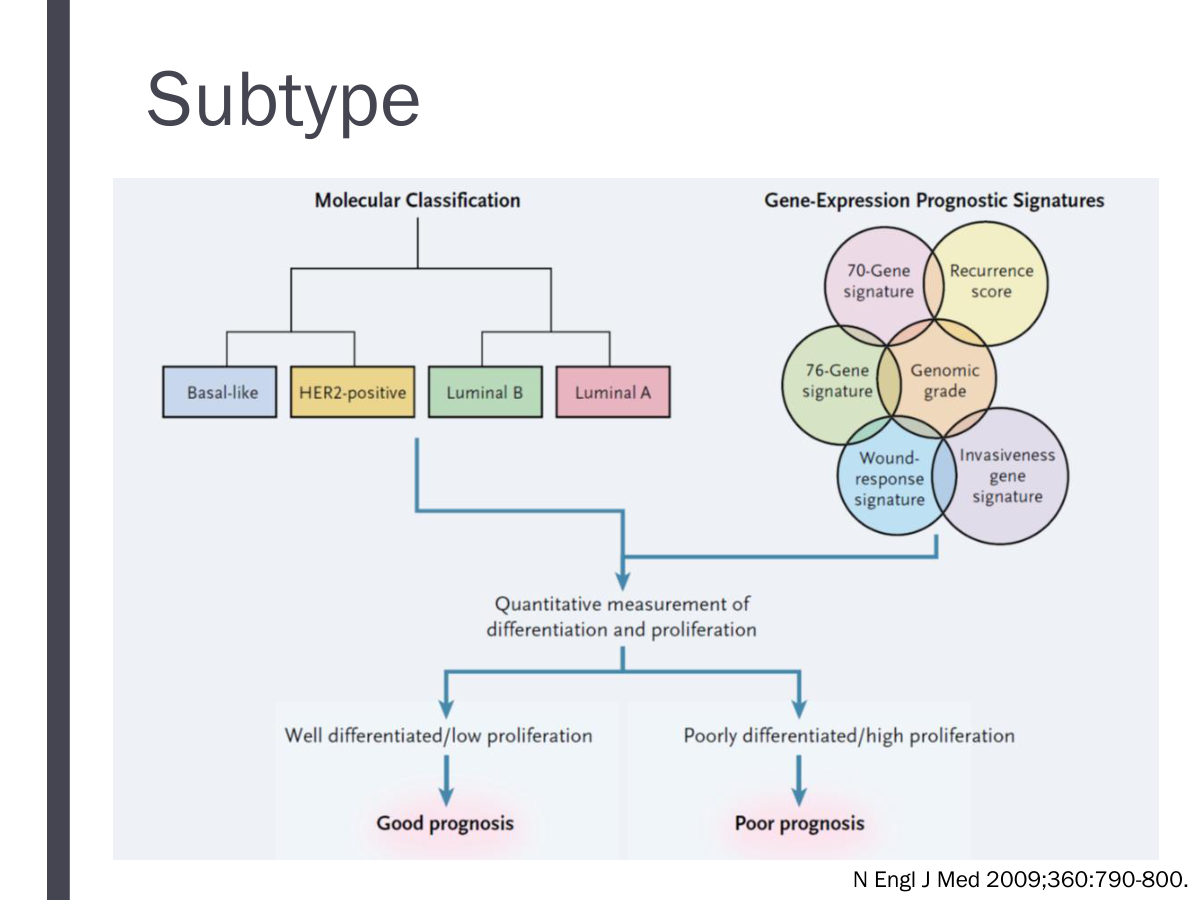 Subtype
Molecular Classification
Basal-like
HER2-positive
Luminal B
Luminal A
Gene-Expression Prognostic Signatures
70-Gene
signature
Recurrence
score
76-Gene
signature
Genomic
grade
Wound-
response
signature
Invasiveness
gene
signature
Quantitative measurement of
differentiation and proliferation
Well differentiated/low proliferation
Poorly differentiated/high proliferation
Good prognosis
Poor prognosis
N Engl J Med 2009;360:790-800.